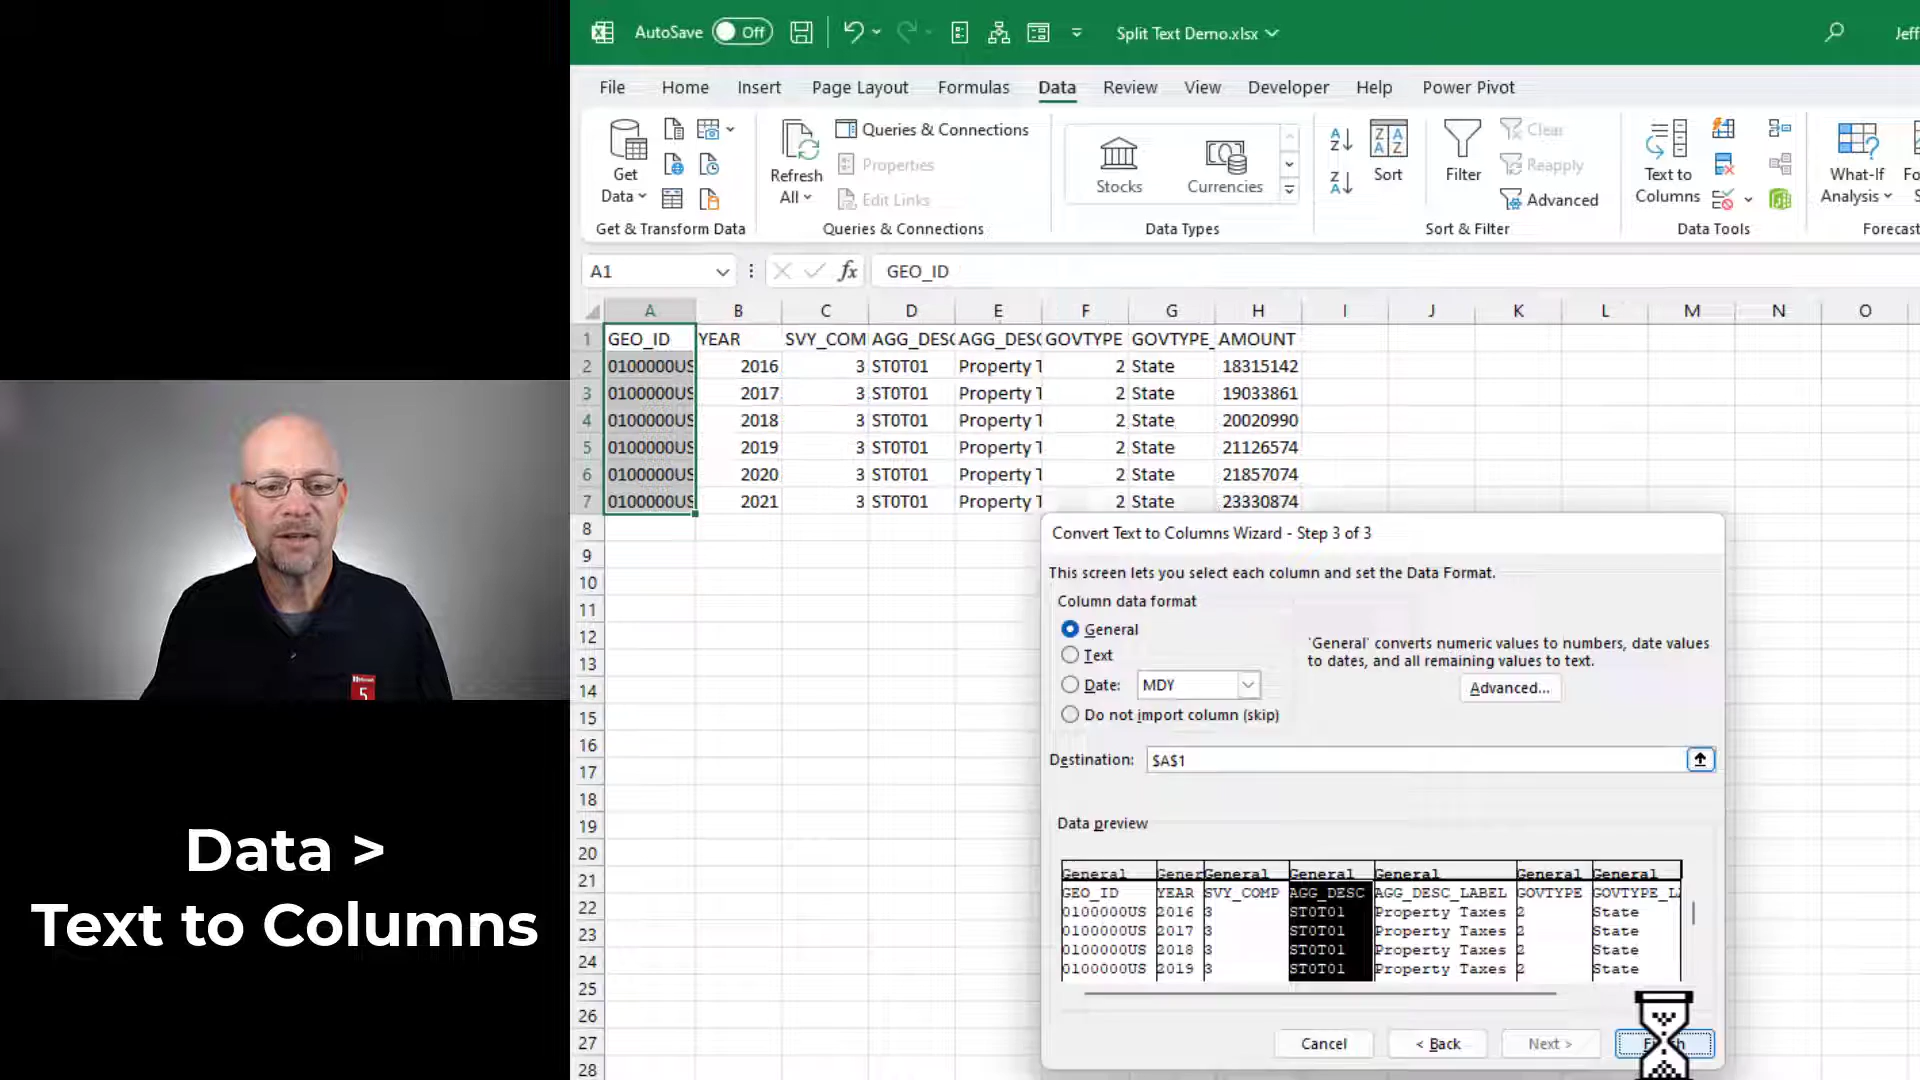 AutoSave
Off
Split Text Demo.xlsx
Jeff
File Home Insert Page Layout Formulas Data Review View Developer Help Power Pivot
Get
Data
Refresh
All
Queries & Connections
Properties
Edit Links
Stocks
Currencies
Sort
Filter
Clear
Reapply
Advanced
Text to
Columns
What-If
Analysis
Get & Transform Data
Queries & Connections
Data Types
Sort & Filter
Data Tools
Forecast
A1
fx
GEO_ID
A B C D E F G H I J K L M N O
1 GEO_ID YEAR SVY_COM AGG_DESC AGG_DESC GOVTYPE GOVTYPE_ AMOUNT
2 0100000US 2016 3 ST0T01 Property T 2 State 18315142
3 0100000US 2017 3 ST0T01 Property T 2 State 19033861
4 0100000US 2018 3 ST0T01 Property T 2 State 20020990
5 0100000US 2019 3 ST0T01 Property T 2 State 21126574
6 0100000US 2020 3 ST0T01 Property T 2 State 21857074
7 0100000US 2021 3 ST0T01 Property T 2 State 23330874
8
9
10
11
12
13
14
15
16
17
18
19
20
21
22
23
24
25
26
27
28
Convert Text to Columns Wizard - Step 3 of 3
This screen lets you select each column and set the Data Format.
Column data format
General
Text
Date: MDY
Do not import column (skip)
'General' converts numeric values to numbers, date values
to dates, and all remaining values to text.
Advanced...
Destination: $A$1
Data preview
General Gener General General General General General
GEO_ID YEAR SVY_COMP AGG_DESC AGG_DESC_LABEL GOVTYPE GOVTYPE_L
0100000US 2016 3 ST0T01 Property Taxes 2 State
0100000US 2017 3 ST0T01 Property Taxes 2 State
0100000US 2018 3 ST0T01 Property Taxes 2 State
0100000US 2019 3 ST0T01 Property Taxes 2 State
Cancel < Back Next > Finish
5
Data >
Text to Columns